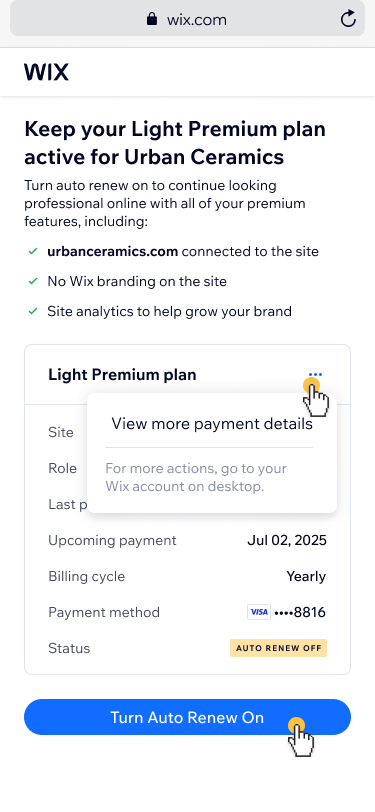 wix.com
WIX
Keep your Light Premium plan
active for Urban Ceramics
Turn auto renew on to continue looking
professional online with all of your premium
features, including:
urbanceramics.com connected to the site
No Wix branding on the site
Site analytics to help grow your brand
Light Premium plan
View more payment details
Site
For more actions, go to your
Role
Wix account on desktop.
Last p
Upcoming payment Jul 02, 2025
Billing cycle Yearly
Payment method VISA ••••8816
Status AUTO RENEW OFF
Turn Auto Renew On